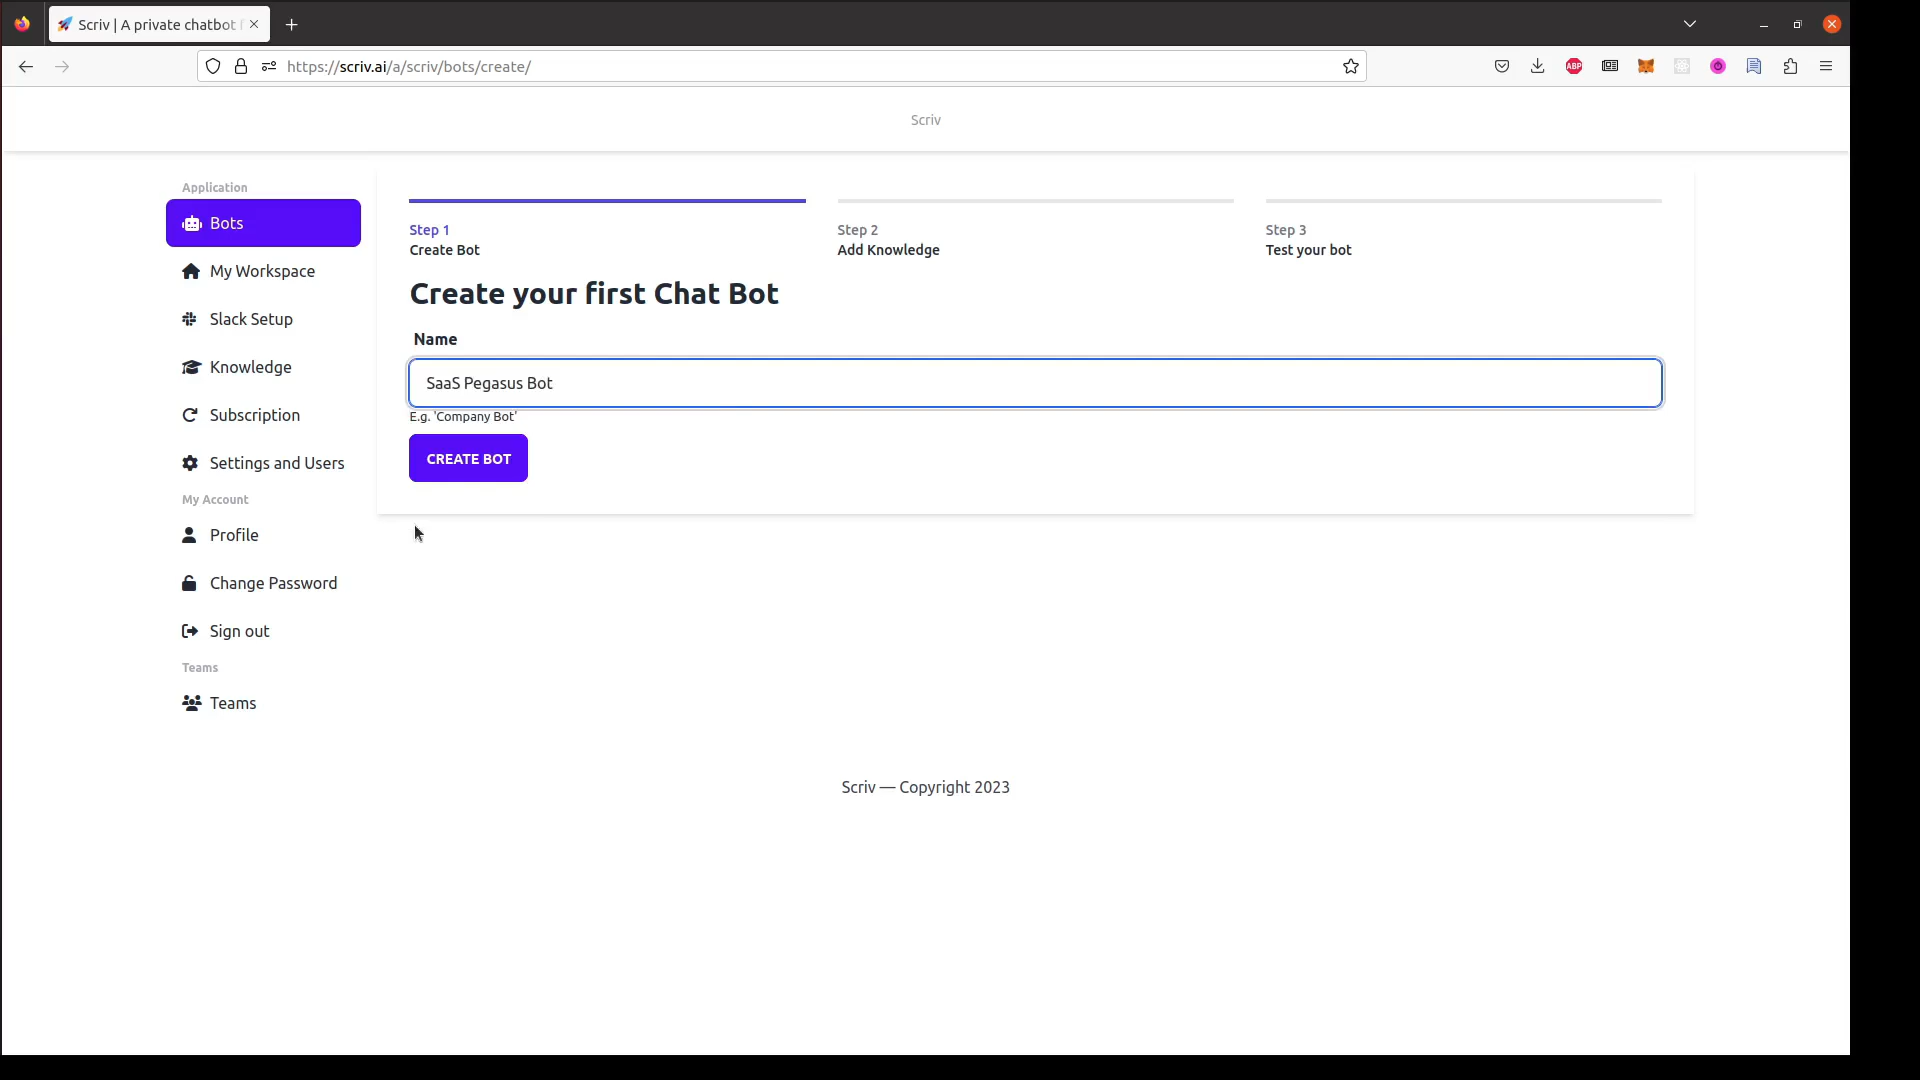 Scriv | A private chatbot f
https://scriv.ai/a/scriv/bots/create/
ABP
Scriv
Application
Bots
My Workspace
Slack Setup
Knowledge
Subscription
Settings and Users
My Account
Profile
Change Password
Sign out
Teams
Teams
Step 1
Create Bot
Step 2
Add Knowledge
Step 3
Test your bot
Create your first Chat Bot
Name
SaaS Pegasus Bot
E.g. 'Company Bot'
CREATE BOT
Scriv — Copyright 2023